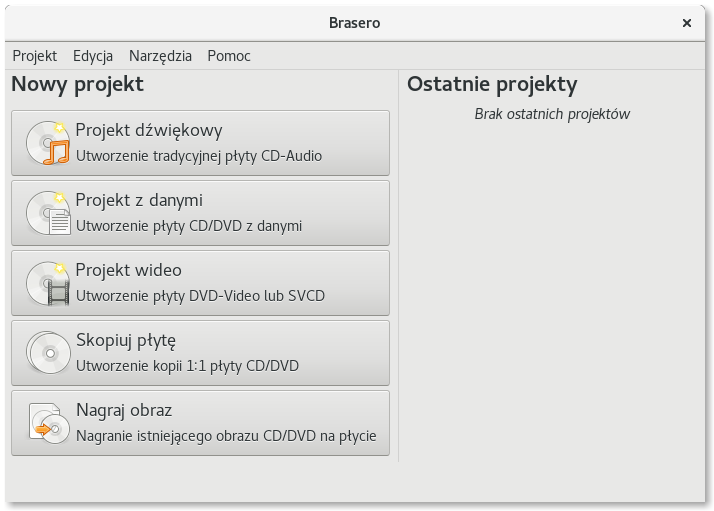 Brasero
Projekt Edycja Narzędzia Pomoc
Nowy projekt
Projekt dźwiękowy
Utworzenie tradycyjnej płyty CD-Audio
Projekt z danymi
Utworzenie płyty CD/DVD z danymi
Projekt wideo
Utworzenie płyty DVD-Video lub SVCD
Skopiuj płytę
Utworzenie kopii 1:1 płyty CD/DVD
Nagraj obraz
Nagranie istniejącego obrazu CD/DVD na płycie
Ostatnie projekty
Brak ostatnich projektów